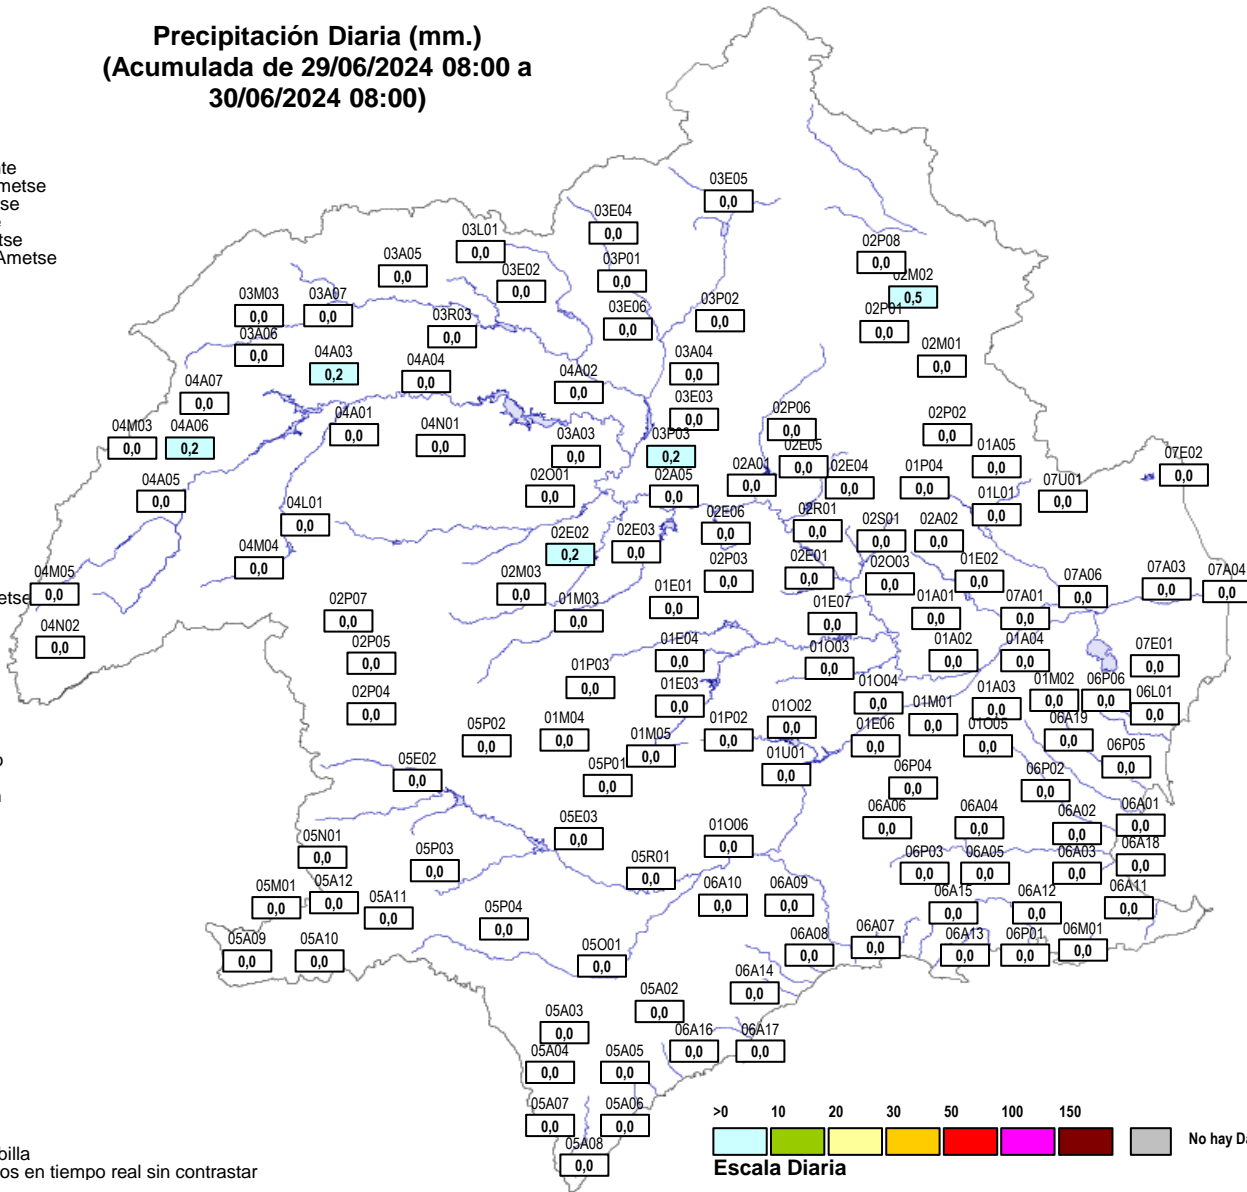 Precipitación Diaria (mm.)
(Acumulada de 29/06/2024 08:00 a
30/06/2024 08:00)
03E05
0,0
03E04
0,0
03L01
0,0
03A05
0,0
03P01
0,0
03E02
0,0
02P08
0,0
02M02
0,5
03M03
0,0
03A07
0,0
03R03
0,0
03E06
0,0
03P02
0,0
02P01
0,0
03A06
0,0
04A03
0,2
04A04
0,0
04A02
0,0
03A04
0,0
02M01
0,0
04A07
0,0
03E03
0,0
04M03
0,0
04A06
0,2
04A01
0,0
04N01
0,0
03A03
0,0
03P03
0,2
02P06
0,0
02P02
0,0
02E05
0,0
01A05
0,0
07E02
0,0
04A05
0,0
02O01
0,0
02A05
0,0
02A01
0,0
02E04
0,0
01P04
0,0
07U01
0,0
04L01
0,0
01L01
0,0
02E06
0,0
02R01
0,0
02S01
0,0
02A02
0,0
04M04
0,0
02E02
0,2
02E03
0,0
04M05
0,0
02M03
0,0
02P03
0,0
02E01
0,0
02O03
0,0
01E02
0,0
07A06
0,0
07A03
0,0
07A04
0,0
etse
04N02
0,0
02P07
0,0
01M03
0,0
01E01
0,0
01E07
0,0
01A01
0,0
07A01
0,0
02P05
0,0
01E04
0,0
01O03
0,0
01A02
0,0
01A04
0,0
07E01
0,0
02P04
0,0
01P03
0,0
01E03
0,0
01O04
0,0
01M01
0,0
01A03
0,0
01M02
0,0
06P06
0,0
06L01
0,0
05P02
0,0
01M04
0,0
01M05
0,0
01P02
0,0
01O02
0,0
01E06
0,0
01O05
0,0
06A19
0,0
06P05
0,0
05E02
0,0
05P01
0,0
01U01
0,0
06P04
0,0
06P02
0,0
05E03
0,0
01O06
0,0
06A06
0,0
06A04
0,0
06A02
0,0
06A01
0,0
05N01
0,0
05P03
0,0
05R01
0,0
06P03
0,0
06A05
0,0
06A03
0,0
06A18
0,0
05M01
0,0
05A12
0,0
05A11
0,0
06A10
0,0
06A09
0,0
06A15
0,0
06A12
0,0
06A11
0,0
05A09
0,0
05A10
0,0
05P04
0,0
05O01
0,0
06A08
0,0
06A07
0,0
06A13
0,0
06P01
0,0
06M01
0,0
05A03
0,0
05A02
0,0
06A14
0,0
05A04
0,0
05A05
0,0
06A16
0,0
06A17
0,0
05A07
0,0
05A06
0,0
05A08
0,0
>0 10 20 30 50 100 150
No hay Da
Escala Diaria
billa
os en tiempo real sin contrastar